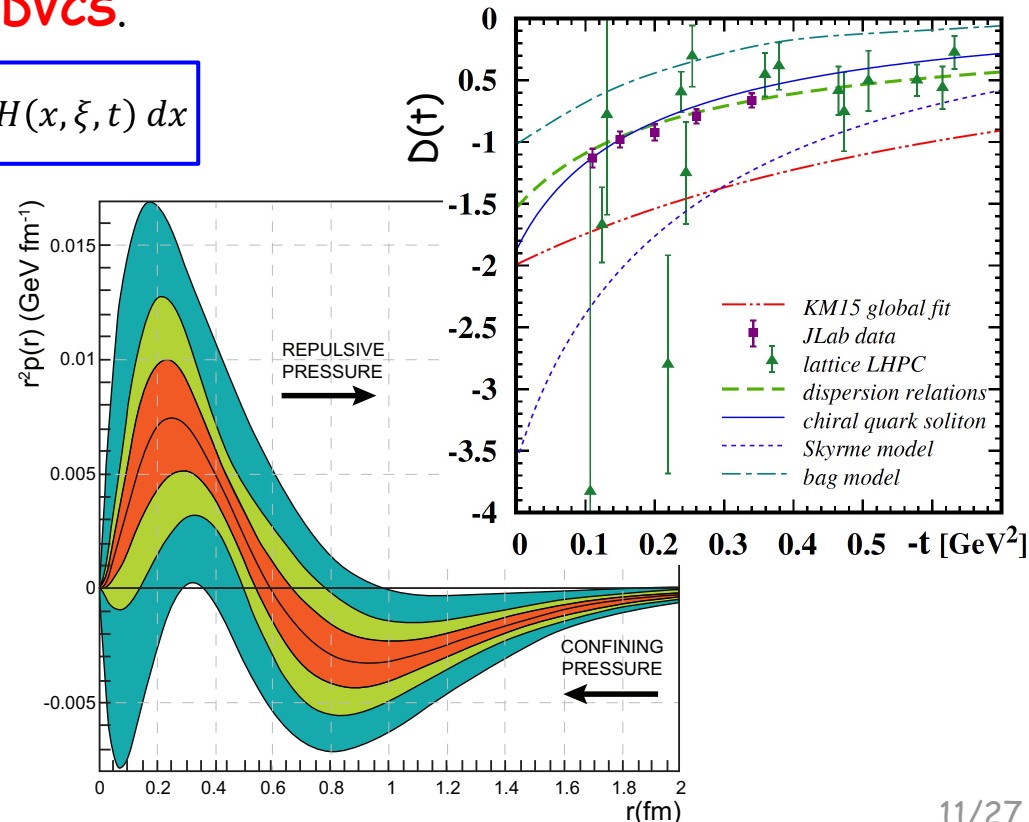 DVCS.
H(x, ξ, t) dx
D(t)
0
0.5
-1
-1.5
-2
-2.5
-3
-3.5
-4
KM15 global fit
JLab data
lattice LHPC
dispersion relations
chiral quark soliton
Skyrme model
bag model
0 0.1 0.2 0.3 0.4 0.5 -t [GeV²]
r²p(r) (GeV fm⁻¹)
0.015
0.01
0.005
0
-0.005
REPULSIVE
PRESSURE
CONFINING
PRESSURE
0 0.2 0.4 0.6 0.8 1 1.2 1.4 1.6 1.8 2
r(fm)
11/27